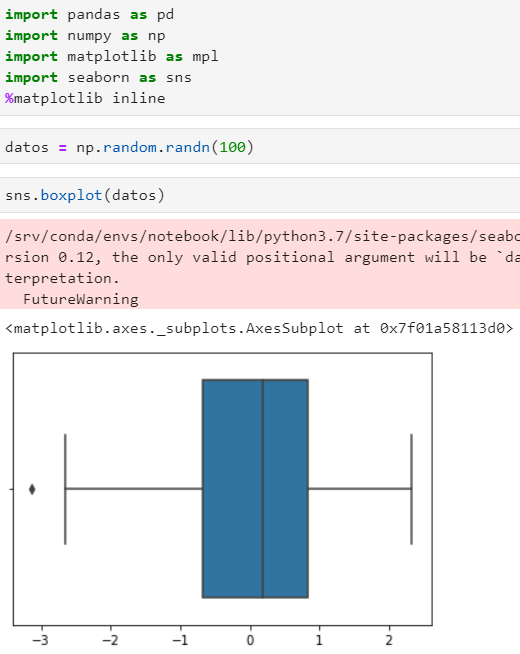 import pandas as pd
import numpy as np
import matplotlib as mpl
import seaborn as sns
%matplotlib inline
datos = np.random.randn(100)
sns.boxplot(datos)
/srv/conda/envs/notebook/lib/python3.7/site-packages/seabo
rsion 0.12, the only valid positional argument will be `da
terpretation.
  FutureWarning
<matplotlib.axes._subplots.AxesSubplot at 0x7f01a58113d0>
−3 −2 −1 0 1 2